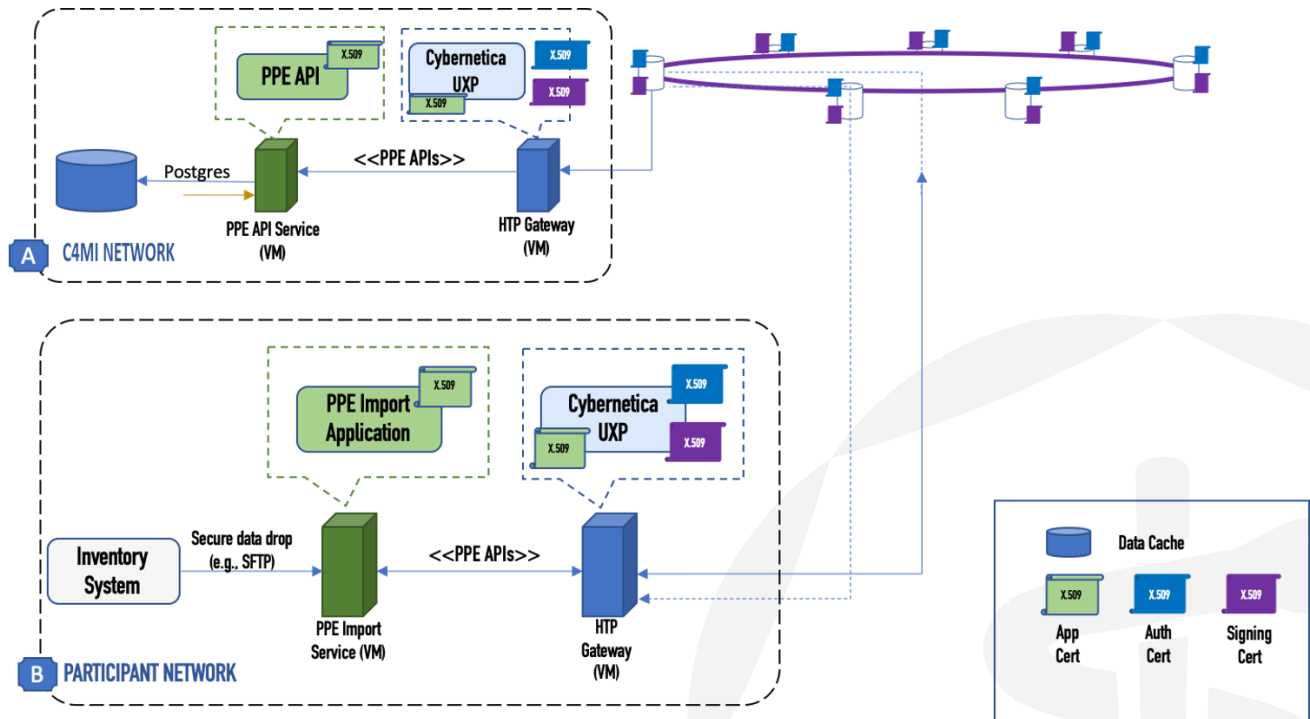 X.509
PPE API
Cybernetica
UXP
X.509
X.509
X.509
<<PPE APIs>>
Postgres
PPE API Service
(VM)
HTP Gateway
(VM)
A
C4MI NETWORK
X.509
PPE Import
Application
Cybernetica
UXP
X.509
X.509
X.509
Inventory
System
Secure data drop
(e.g., SFTP)
<<PPE APIs>>
PPE Import
Service (VM)
HTP
Gateway
(VM)
B
PARTICIPANT NETWORK
Data Cache
X.509
X.509
X.509
App
Cert
Auth
Cert
Signing
Cert